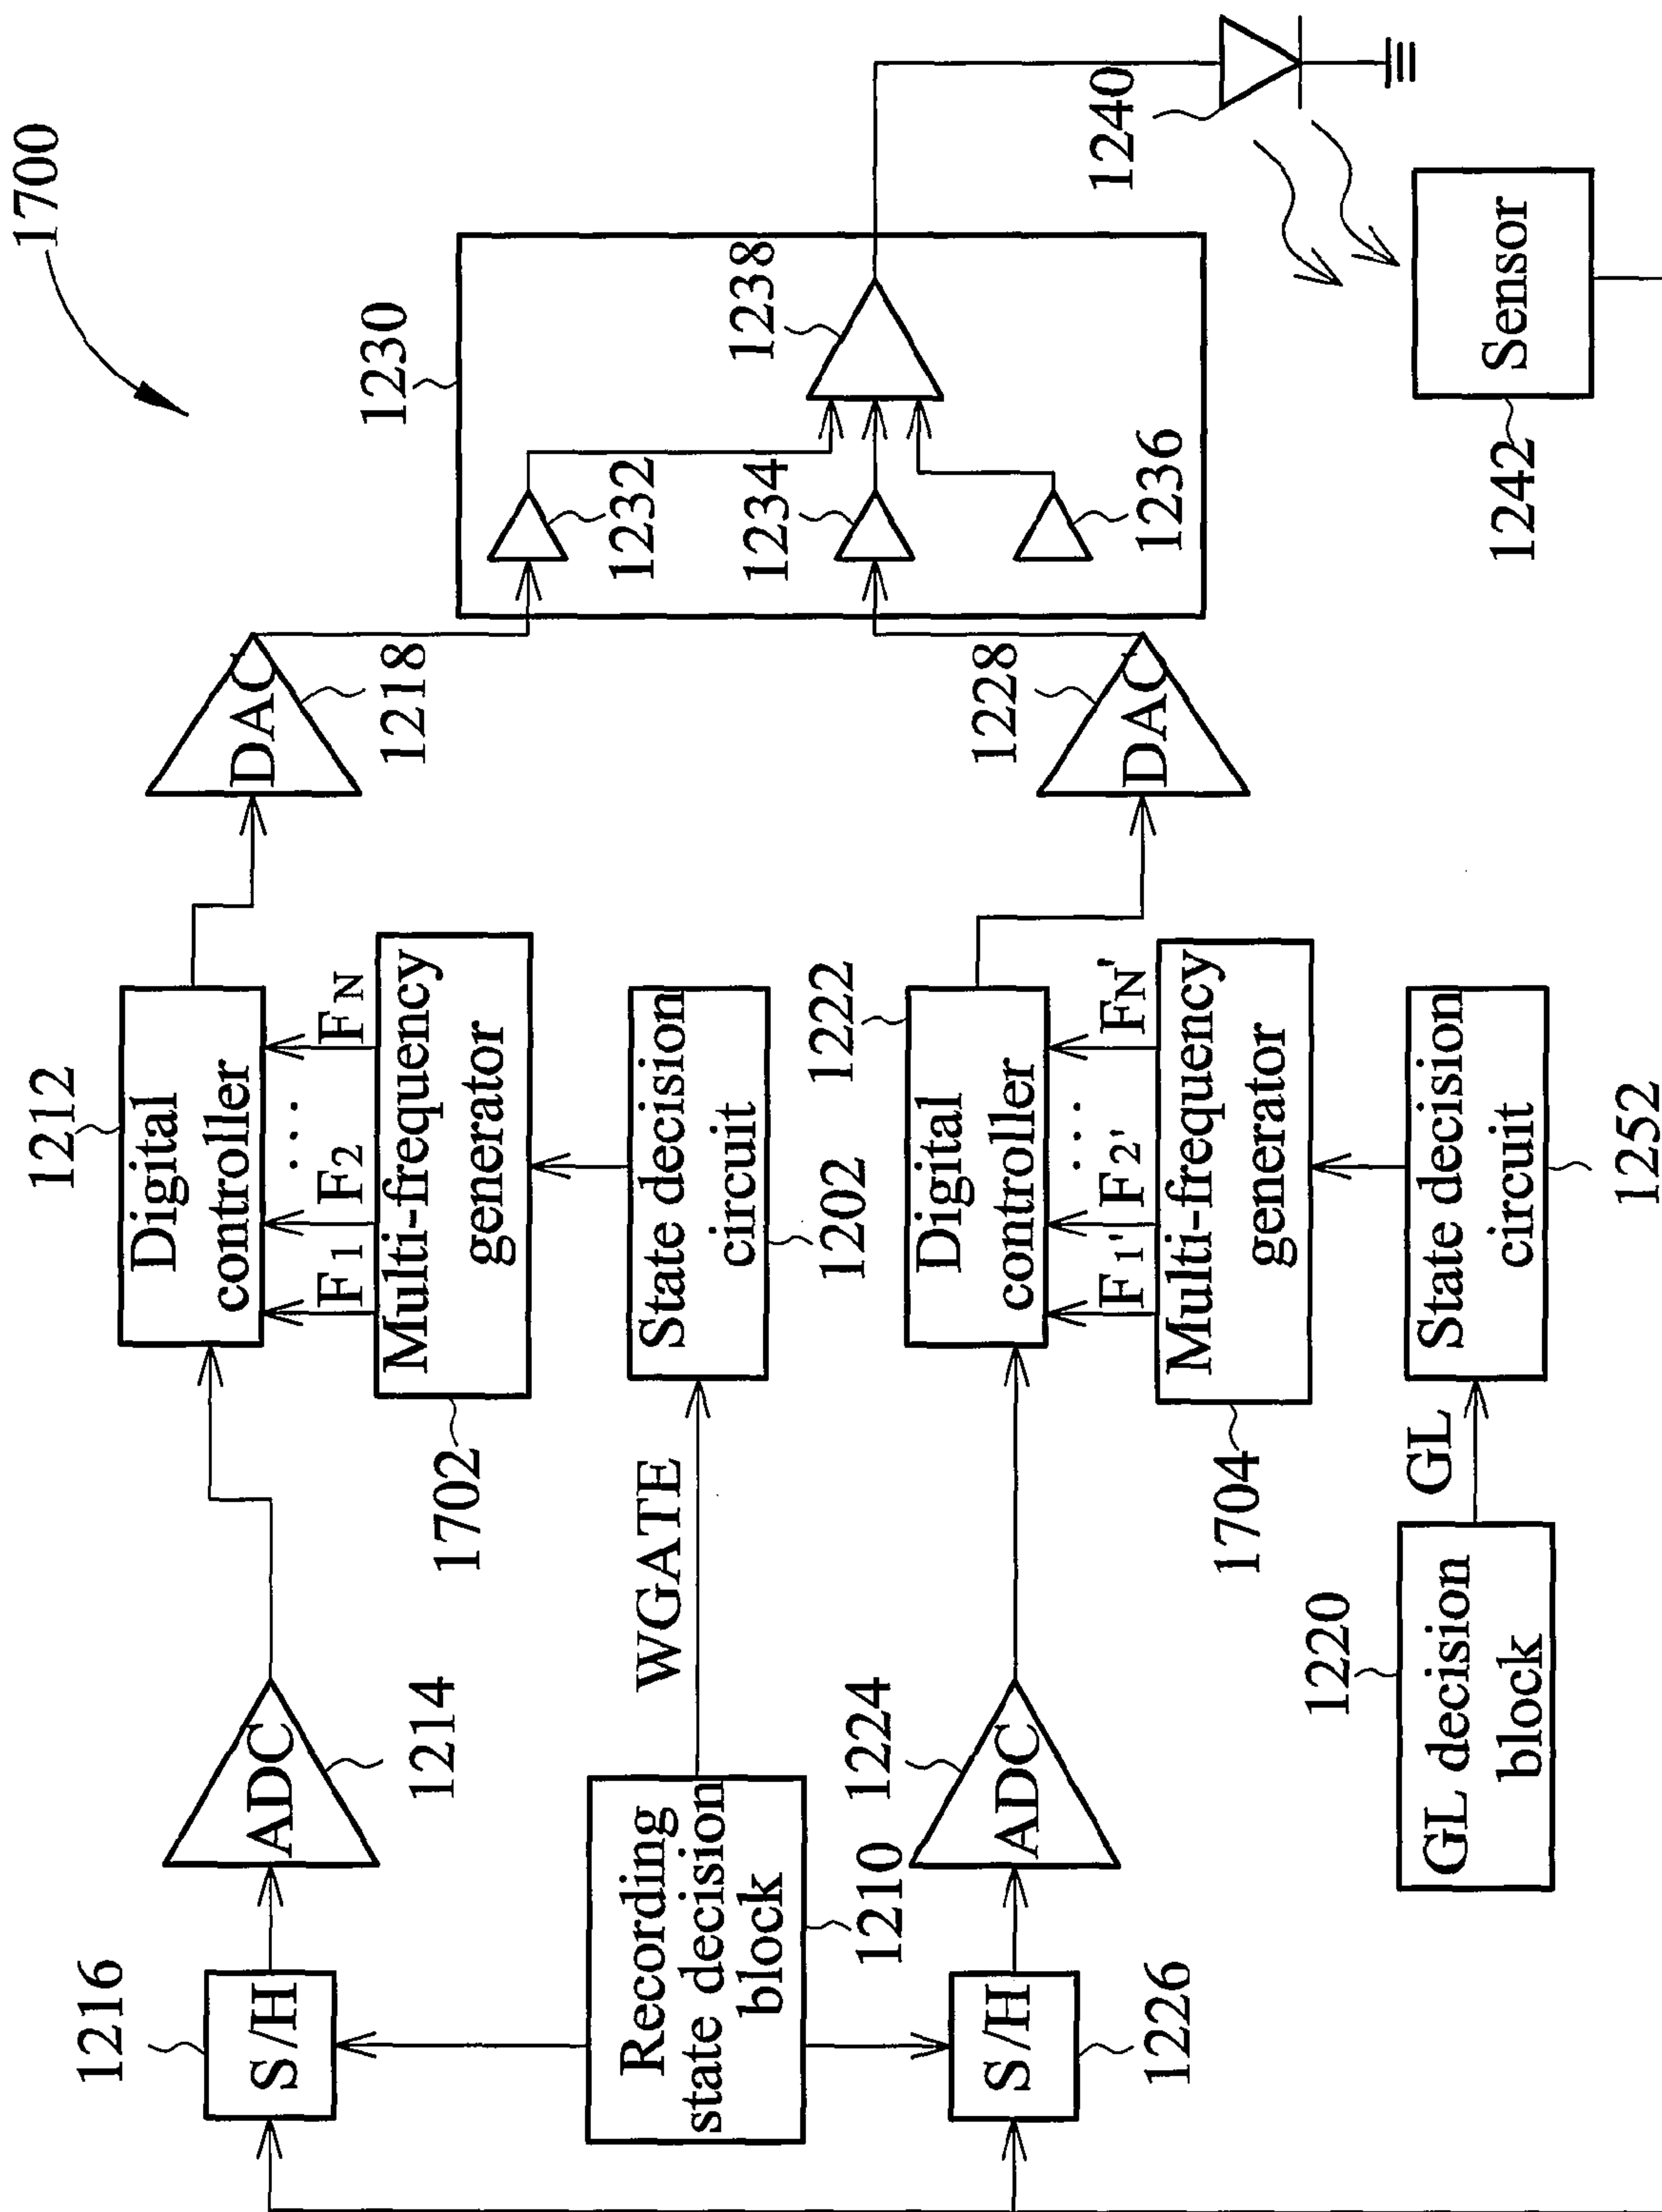 1700
1216
S/H
ADC
1214
1212
Digital
controller
F1
F2
...
FN
Multi-frequency
generator
1702
DAC
1218
1230
1232
1234
1236
1238
1240
Recording
state decision
block
1210
WGATE
State decision
circuit
1202
S/H
1226
ADC
1224
1222
Digital
controller
F1'
F2'
...
FN'
Multi-frequency
generator
1704
DAC
1228
GL decision
block
1220
GL
State decision
circuit
1252
Sensor
1242